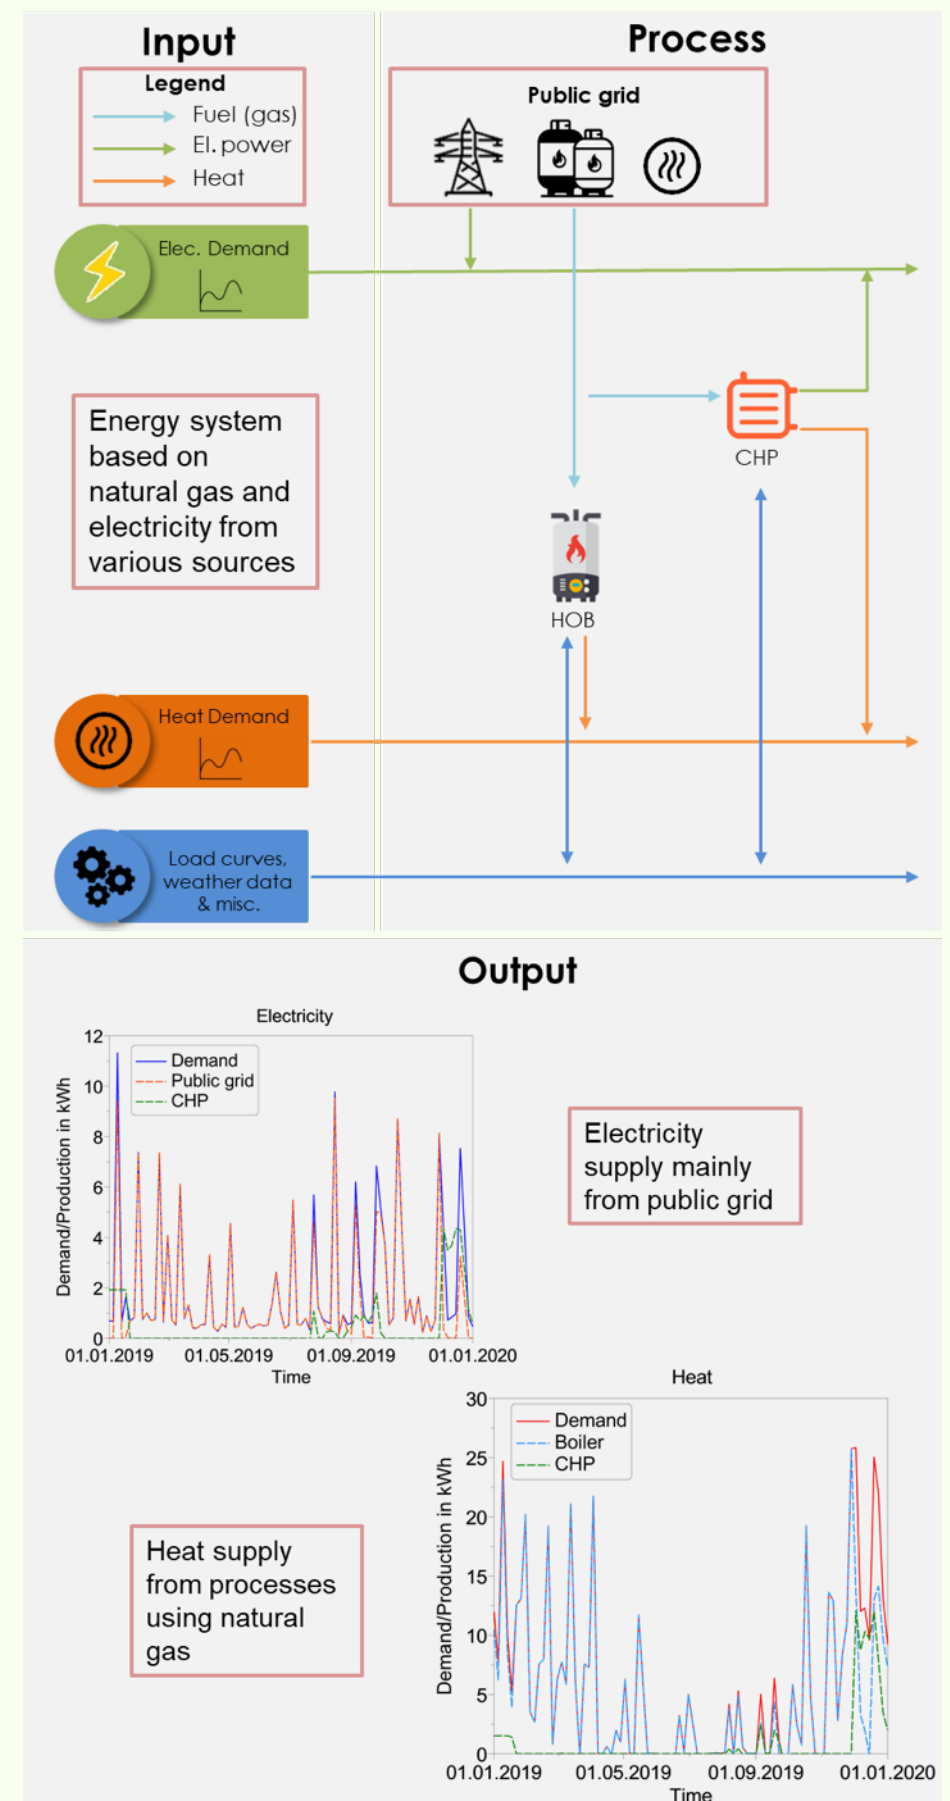 Input
Process
Legend
Fuel (gas)
El. power
Heat
Public grid
Elec. Demand
Energy system
based on
natural gas and
electricity from
various sources
CHP
HOB
Heat Demand
Load curves,
weather data
& misc.
Output
Electricity
Demand/Production in kWh
12
10
8
6
4
2
0
Demand
Public grid
CHP
01.01.2019
01.05.2019
01.09.2019
01.01.2020
Time
Electricity
supply mainly
from public grid
Heat
Demand/Production in kWh
30
25
20
15
10
5
0
Demand
Boiler
CHP
01.01.2019
01.05.2019
01.09.2019
01.01.2020
Time
Heat supply
from processes
using natural
gas